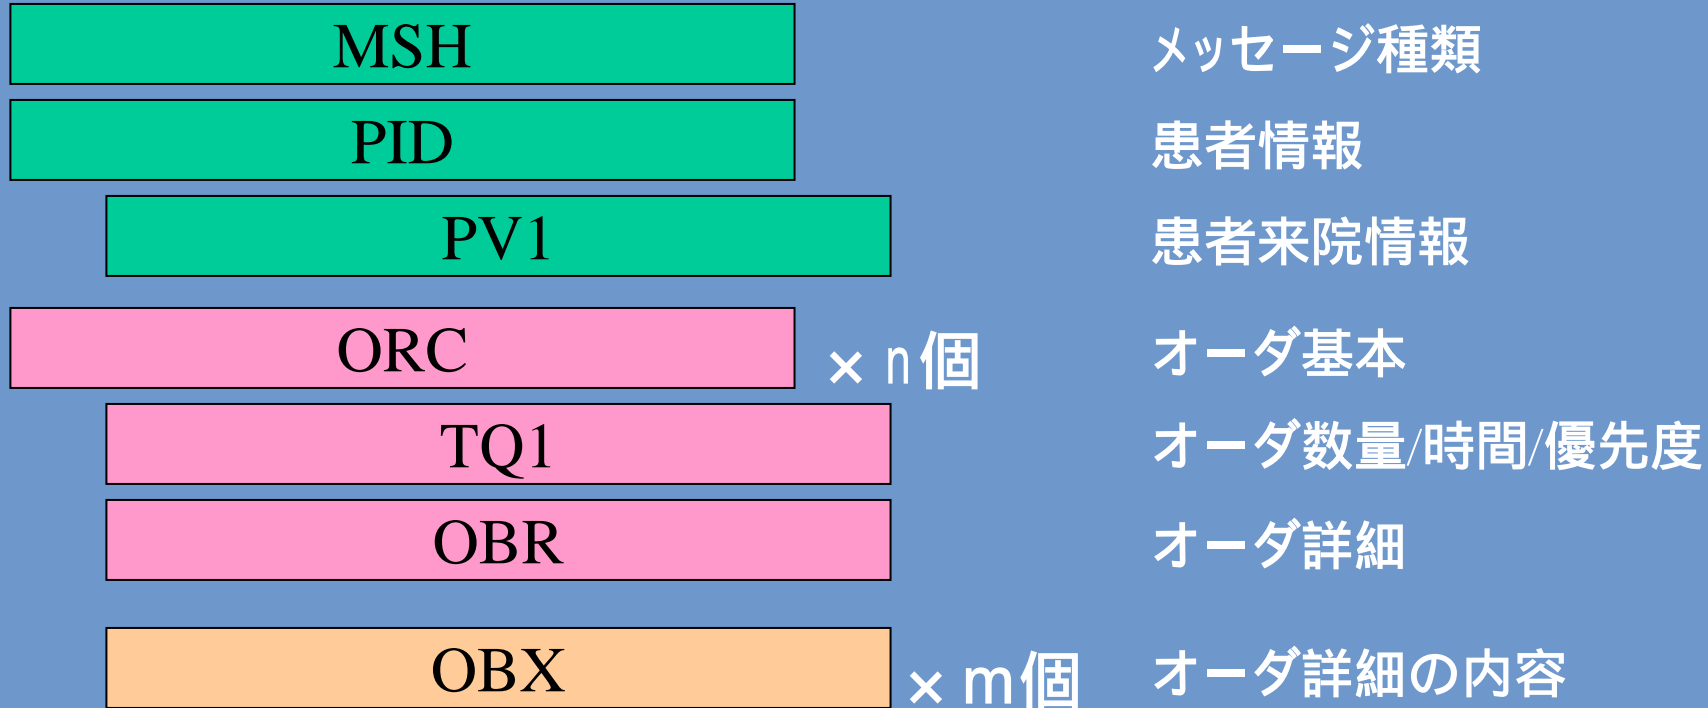 MSH メッセージ種類
PID 患者情報
PV1 患者来院情報
ORC × n個 オーダ基本
TQ1 オーダ数量/時間/優先度
OBR オーダ詳細
OBX × m個 オーダ詳細の内容